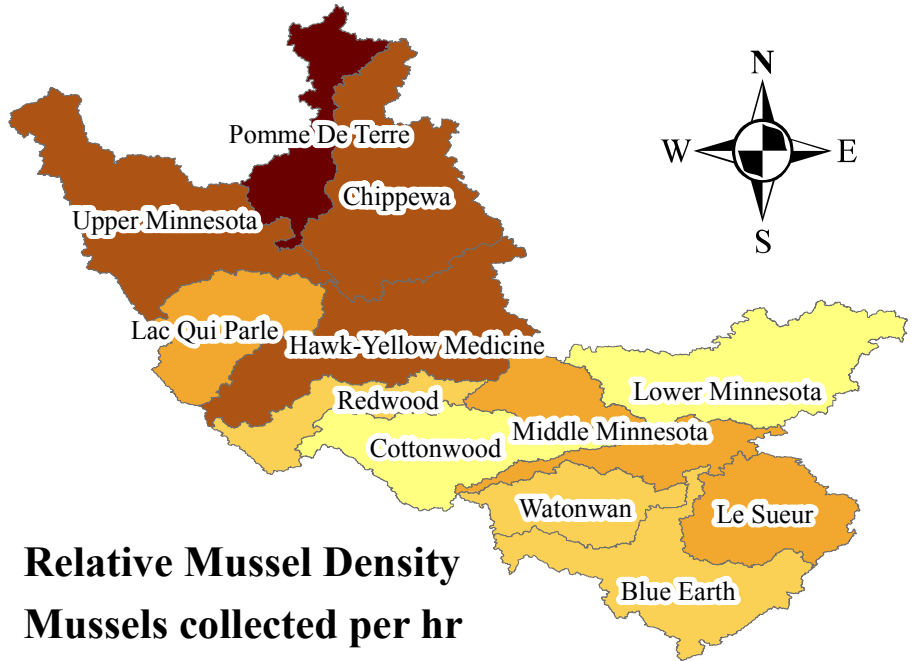 N
Pomme De Terre
W
E
Chippewa
Upper Minnesota
S
Lac Qui Parle
Hawk-Yellow Medicine
Redwood
Lower Minnesota
Middle Minnesota
Cottonwood
Watonwan
Le Sueur
Blue Earth
Relative Mussel Density
Mussels collected per hr